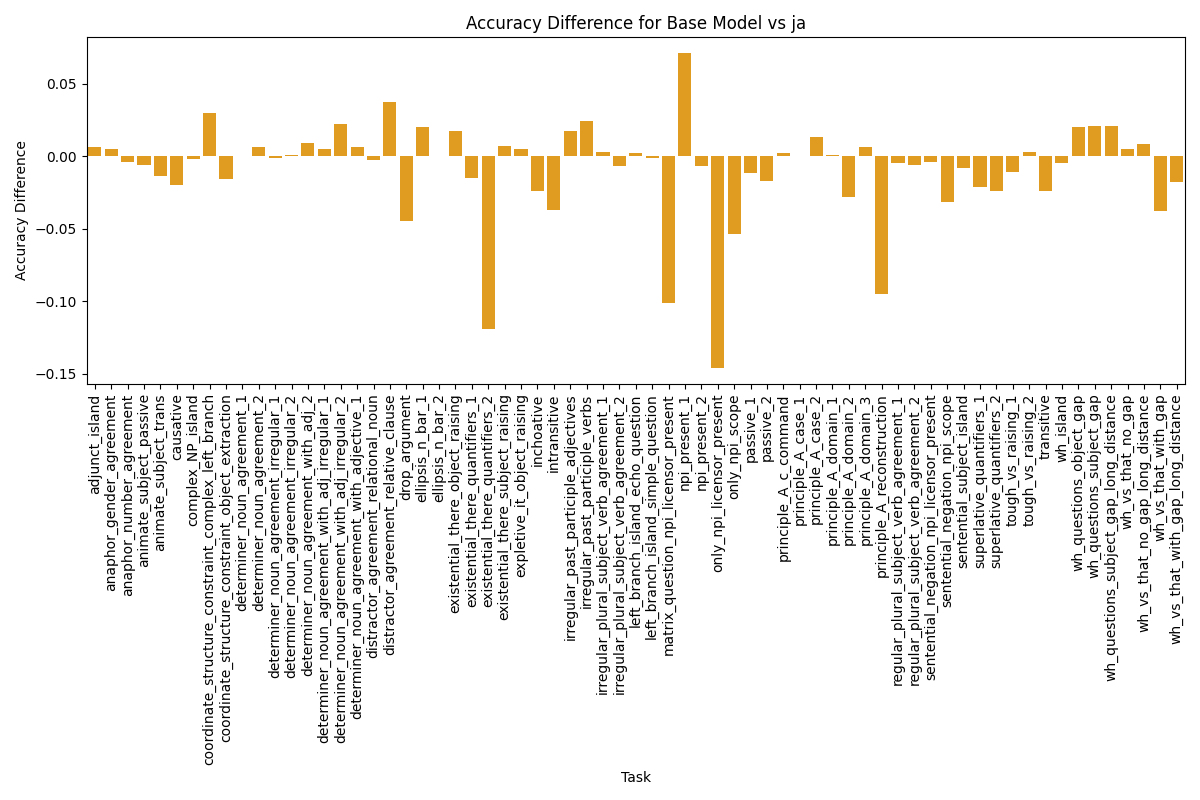 Accuracy Difference for Base Model vs ja
Accuracy Difference
0.05
0.00
−0.05
−0.10
−0.15
adjunct_island
anaphor_gender_agreement
anaphor_number_agreement
animate_subject_passive
animate_subject_trans
causative
complex_NP_island
coordinate_structure_constraint_complex_left_branch
coordinate_structure_constraint_object_extraction
determiner_noun_agreement_1
determiner_noun_agreement_2
determiner_noun_agreement_irregular_1
determiner_noun_agreement_irregular_2
determiner_noun_agreement_with_adj_2
determiner_noun_agreement_with_adj_irregular_1
determiner_noun_agreement_with_adj_irregular_2
determiner_noun_agreement_with_adjective_1
distractor_agreement_relational_noun
distractor_agreement_relative_clause
drop_argument
ellipsis_n_bar_1
ellipsis_n_bar_2
existential_there_object_raising
existential_there_quantifiers_1
existential_there_quantifiers_2
existential_there_subject_raising
expletive_it_object_raising
inchoative
intransitive
irregular_past_participle_adjectives
irregular_past_participle_verbs
irregular_plural_subject_verb_agreement_1
irregular_plural_subject_verb_agreement_2
left_branch_island_echo_question
left_branch_island_simple_question
matrix_question_npi_licensor_present
npi_present_1
npi_present_2
only_npi_licensor_present
only_npi_scope
passive_1
passive_2
principle_A_c_command
principle_A_case_1
principle_A_case_2
principle_A_domain_1
principle_A_domain_2
principle_A_domain_3
principle_A_reconstruction
regular_plural_subject_verb_agreement_1
regular_plural_subject_verb_agreement_2
sentential_negation_npi_licensor_present
sentential_negation_npi_scope
sentential_subject_island
superlative_quantifiers_1
superlative_quantifiers_2
tough_vs_raising_1
tough_vs_raising_2
transitive
wh_island
wh_questions_object_gap
wh_questions_subject_gap
wh_questions_subject_gap_long_distance
wh_vs_that_no_gap
wh_vs_that_no_gap_long_distance
wh_vs_that_with_gap
wh_vs_that_with_gap_long_distance
Task